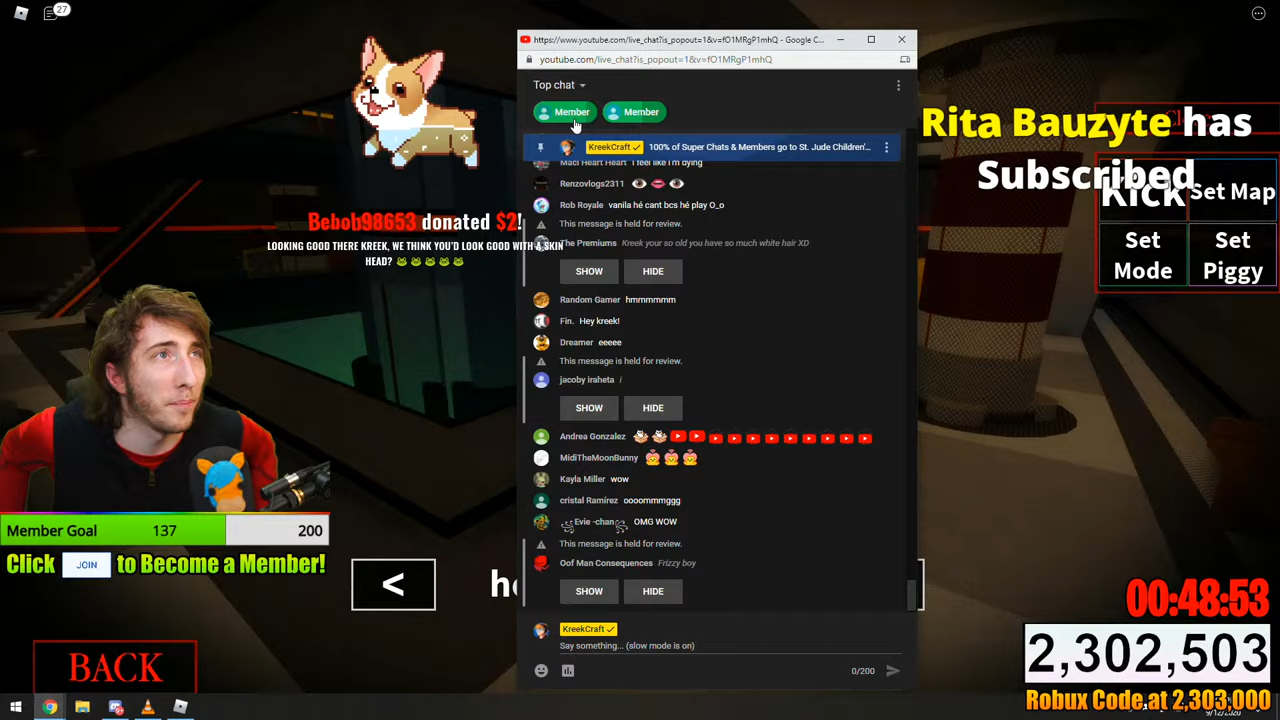 27
https://www.youtube.com/live_chat?is_popout=1&v=fO1MRgP1mhQ - Google C...
youtube.com/live_chat?is_popout=1&v=fO1MRgP1mhQ
Top chat
Member Member
KreekCraft 100% of Super Chats & Members go to St. Jude Children'...
Maci Heart Heart I feel like I'm dying
Renzovlogs2311
Rob Royale vanila hé cant bcs hé play O_o
This message is held for review.
The Premiums Kreek your so old you have so much white hair XD
SHOW HIDE
Random Gamer hmmmmmm
Fin. Hey kreek!
Dreamer eeeee
This message is held for review.
jacoby iraheta i
SHOW HIDE
Andrea Gonzalez
MidiTheMoonBunny
Kayla Miller wow
cristal Ramírez oooommmggg
Evie -chan OMG WOW
This message is held for review.
Oof Man Consequences Frizzy boy
SHOW HIDE
KreekCraft
Say something... (slow mode is on)
0/200
Bebob98653 donated $2!
LOOKING GOOD THERE KREEK, WE THINK YOU'D LOOK GOOD WITH A SKIN
HEAD?
Rita Bauzyte has
Subscribed
Kick
Set Map
Set
Mode
Set
Piggy
Member Goal 137 200
Click JOIN to Become a Member!
<
BACK
00:48:53
2,302,503
Robux Code at 2,303,000